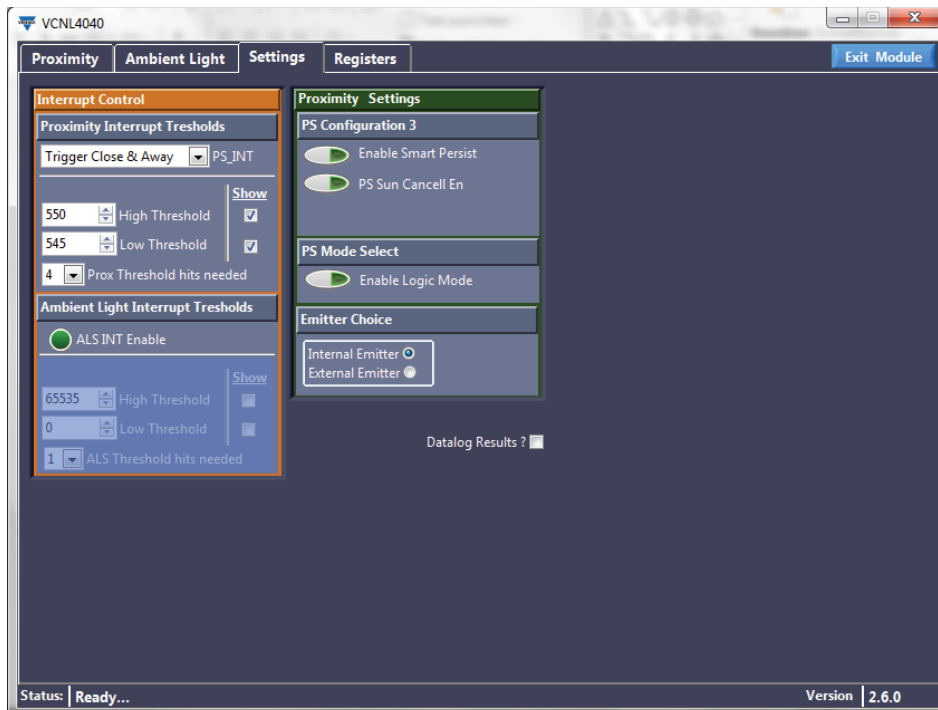 VCNL4040
Proximity
Ambient Light
Settings
Registers
Exit Module
Interrupt Control
Proximity Interrupt Tresholds
Trigger Close & Away
PS_INT
Show
550
High Threshold
545
Low Threshold
4
Prox Threshold hits needed
Ambient Light Interrupt Tresholds
ALS INT Enable
Show
65535
High Threshold
0
Low Threshold
1
ALS Threshold hits needed
Proximity Settings
PS Configuration 3
Enable Smart Persist
PS Sun Cancell En
PS Mode Select
Enable Logic Mode
Emitter Choice
Internal Emitter
External Emitter
Datalog Results ?
Status: Ready...
Version 2.6.0